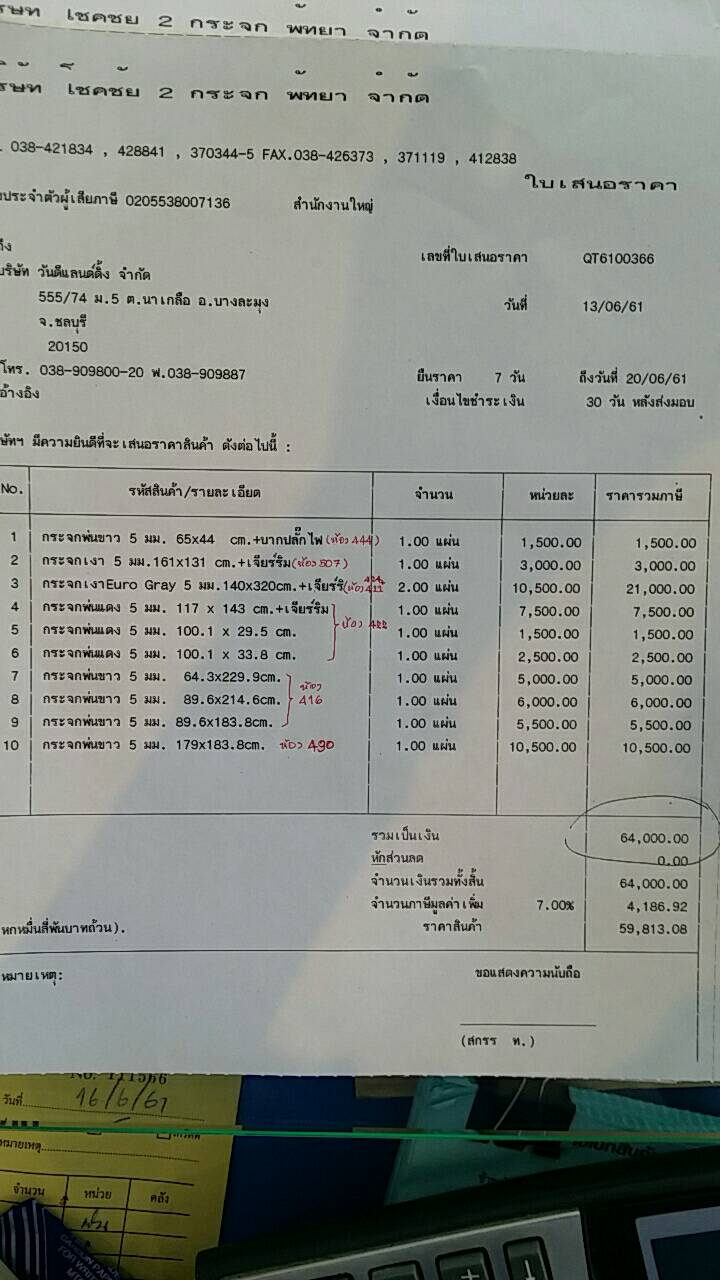 โชคชัย 2 กระจก พัทยา จำกัด
โชคชัย 2 กระจก พัทยา จำกัด
038-421834 , 428841 , 370344-5 FAX.038-426373 , 371119 , 412838
ใบเสนอราคา
ประจำตัวผู้เสียภาษี 0205538007136 สำนักงานใหญ่
บริษัท วันดีแลนด์ดิ้ง จำกัด เลขที่ใบเสนอราคา QT6100366
555/74 ม.5 ต.นาเกลือ อ.บางละมุง วันที่ 13/06/61
จ.ชลบุรี
20150
โทร. 038-909800-20 ฟ.038-909887 ยืนราคา 7 วัน ถึงวันที่ 20/06/61
อ้างอิง เงื่อนไขชำระเงิน 30 วัน หลังส่งมอบ
มีความยินดีที่จะเสนอราคาสินค้า ดังต่อไปนี้ :
No. รหัสสินค้า/รายละเอียด จำนวน หน่วยละ ราคารวมภาษี
1 กระจกพ่นขาว 5 มม. 65x44 cm.+บากปลั๊กไฟ (ห้อง 444) 1.00 แผ่น 1,500.00 1,500.00
2 กระจกเงา 5 มม.161x131 cm.+เจียร์ริม (ห้อง 507) 1.00 แผ่น 3,000.00 3,000.00
3 กระจกเงาEuro Gray 5 มม.140x320cm.+เจียร์ริ (ห้อง 2.00 แผ่น 10,500.00 21,000.00
4 กระจกพ่นแดง 5 มม. 117 x 143 cm.+เจียร์ริม 1.00 แผ่น 7,500.00 7,500.00
5 กระจกพ่นแดง 5 มม. 100.1 x 29.5 cm. ห้อง 422 1.00 แผ่น 1,500.00 1,500.00
6 กระจกพ่นแดง 5 มม. 100.1 x 33.8 cm. 1.00 แผ่น 2,500.00 2,500.00
7 กระจกพ่นขาว 5 มม. 64.3x229.9cm. ห้อง 1.00 แผ่น 5,000.00 5,000.00
8 กระจกพ่นขาว 5 มม. 89.6x214.6cm. 416 1.00 แผ่น 6,000.00 6,000.00
9 กระจกพ่นขาว 5 มม. 89.6x183.8cm. 1.00 แผ่น 5,500.00 5,500.00
10 กระจกพ่นขาว 5 มม. 179x183.8cm. ห้อง 490 1.00 แผ่น 10,500.00 10,500.00
รวมเป็นเงิน 64,000.00
หักส่วนลด 0.00
จำนวนเงินรวมทั้งสิ้น 64,000.00
จำนวนภาษีมูลค่าเพิ่ม 7.00% 4,186.92
หกหมื่นสี่พันบาทถ้วน). ราคาสินค้า 59,813.08
หมายเหตุ: ขอแสดงความนับถือ
(สกรร ท.)
No. 111566
วันที่ 16/6/61
หมายเหตุ
จำนวน หน่วย คลัง